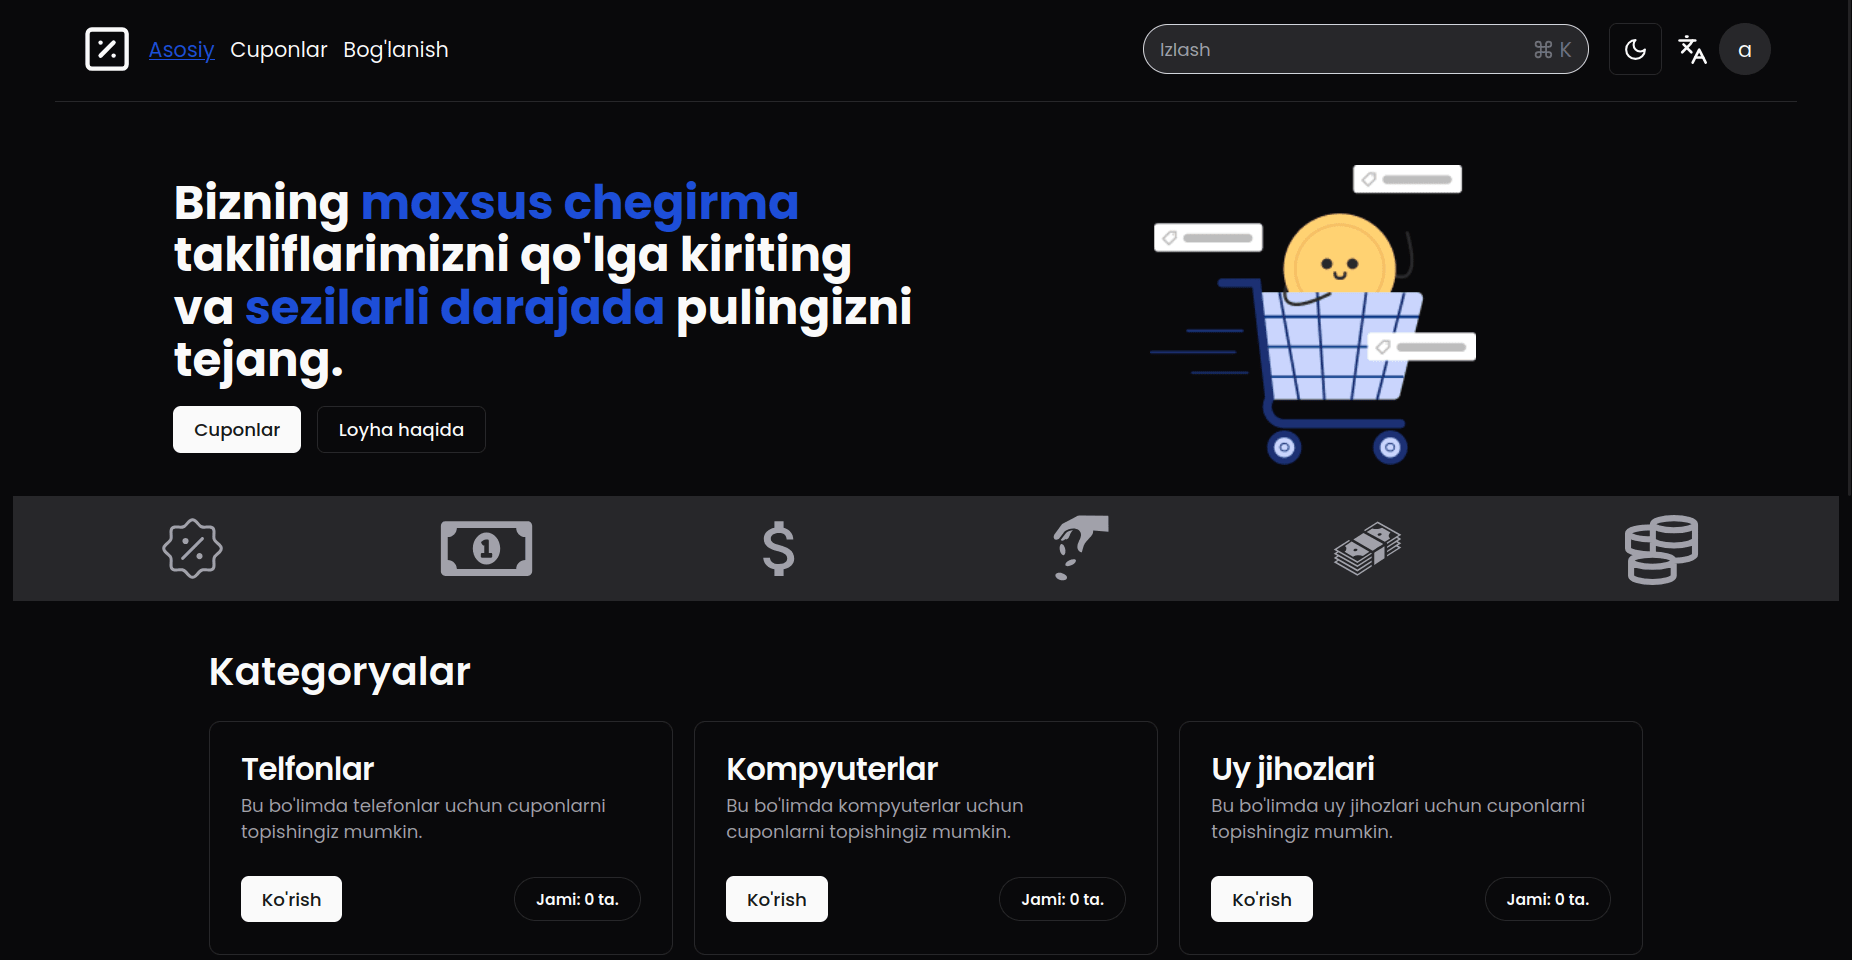 Asosiy Cuponlar Bog'lanish
Izlash ⌘ K
a
Bizning maxsus chegirma
takliflarimizni qo'lga kiriting
va sezilarli darajada pulingizni
tejang.
Cuponlar
Loyha haqida
1
$
Kategoryalar
Telfonlar
Bu bo'limda telefonlar uchun cuponlarni
topishingiz mumkin.
Ko'rish
Jami: 0 ta.
Kompyuterlar
Bu bo'limda kompyuterlar uchun
cuponlarni topishingiz mumkin.
Ko'rish
Jami: 0 ta.
Uy jihozlari
Bu bo'limda uy jihozlari uchun cuponlarni
topishingiz mumkin.
Ko'rish
Jami: 0 ta.